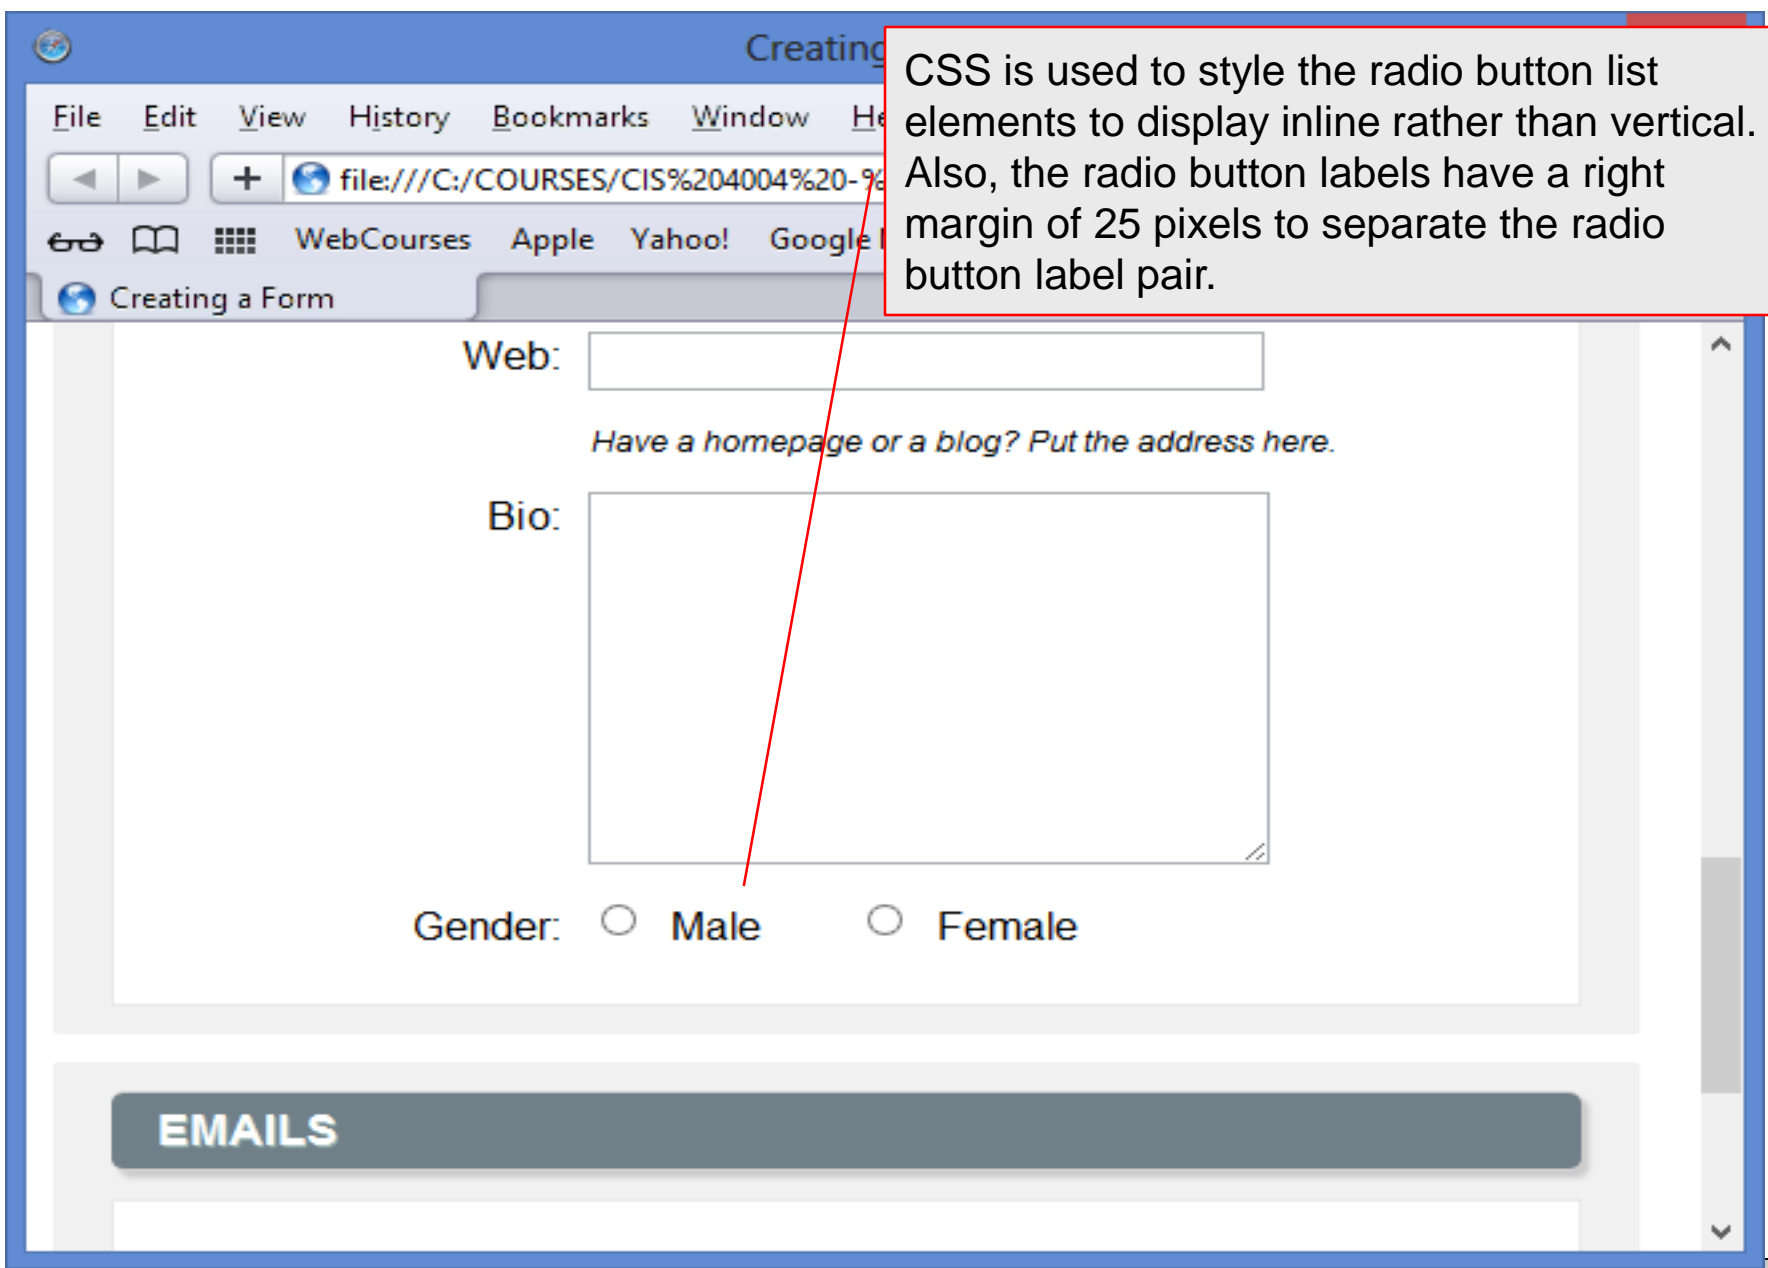 Creating
CSS is used to style the radio button list
elements to display inline rather than vertical.
Also, the radio button labels have a right
margin of 25 pixels to separate the radio
button label pair.
File Edit View History Bookmarks Window He
file:///C:/COURSES/CIS%204004%20-%
WebCourses Apple Yahoo! Google
Creating a Form
Web:
Have a homepage or a blog? Put the address here.
Bio:
Gender: Male Female
EMAILS